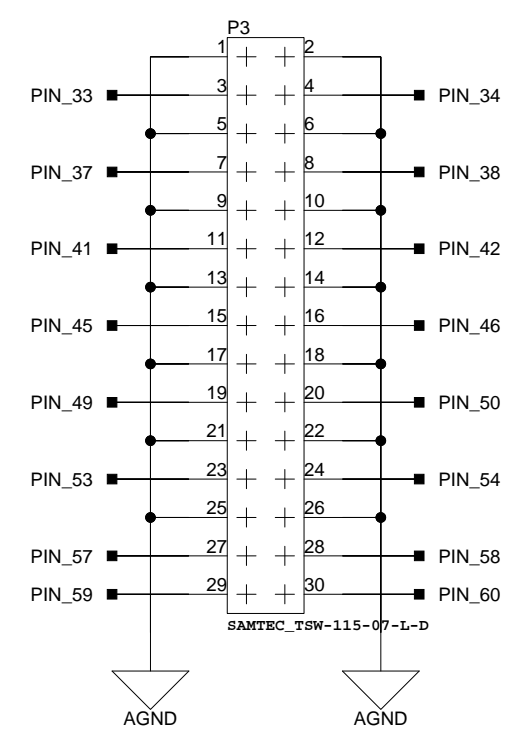 P3
1 2
PIN_33 3 4 PIN_34
5 6
PIN_37 7 8 PIN_38
9 10
PIN_41 11 12 PIN_42
13 14
PIN_45 15 16 PIN_46
17 18
PIN_49 19 20 PIN_50
21 22
PIN_53 23 24 PIN_54
25 26
PIN_57 27 28 PIN_58
PIN_59 29 30 PIN_60
SAMTEC_TSW-115-07-L-D
AGND AGND